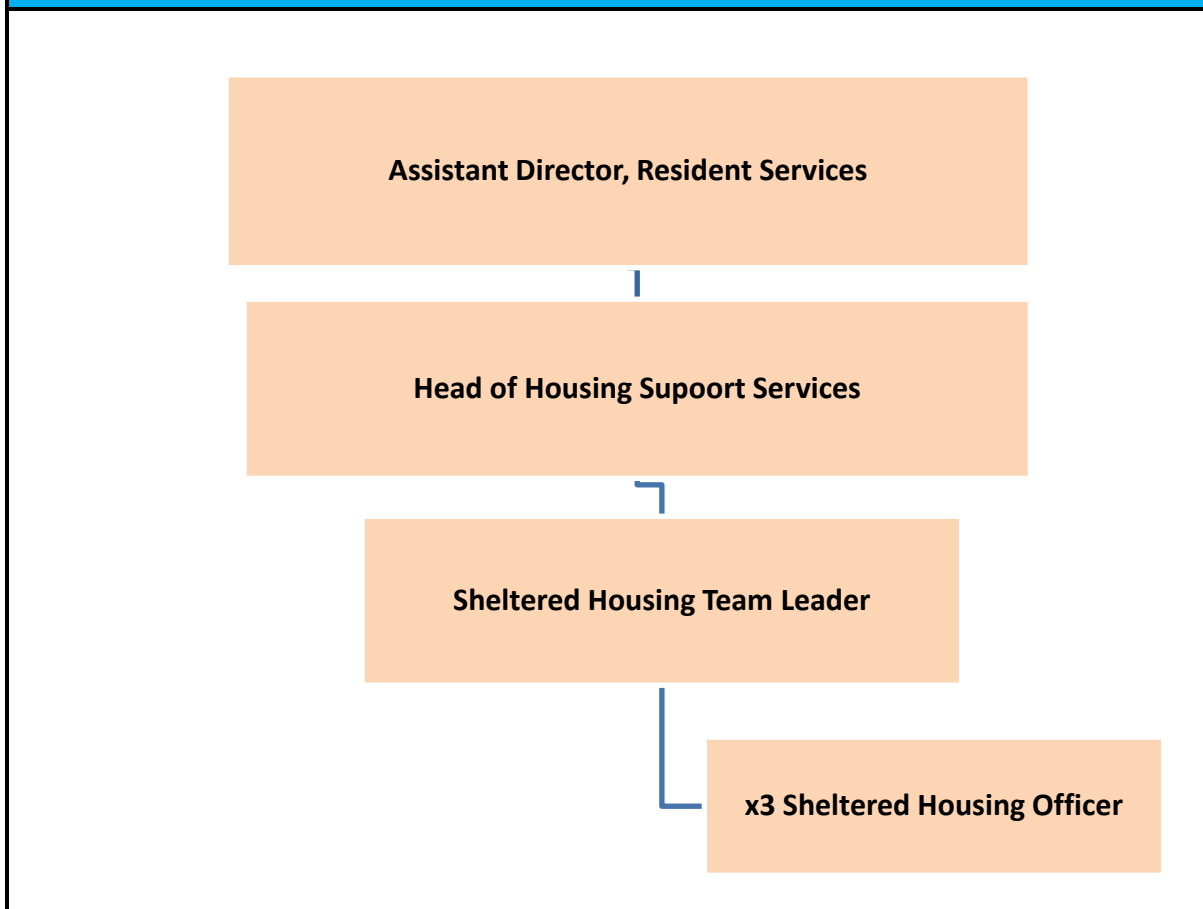 Assistant Director, Resident Services
Head of Housing Supoort Services
Sheltered Housing Team Leader
x3 Sheltered Housing Officer